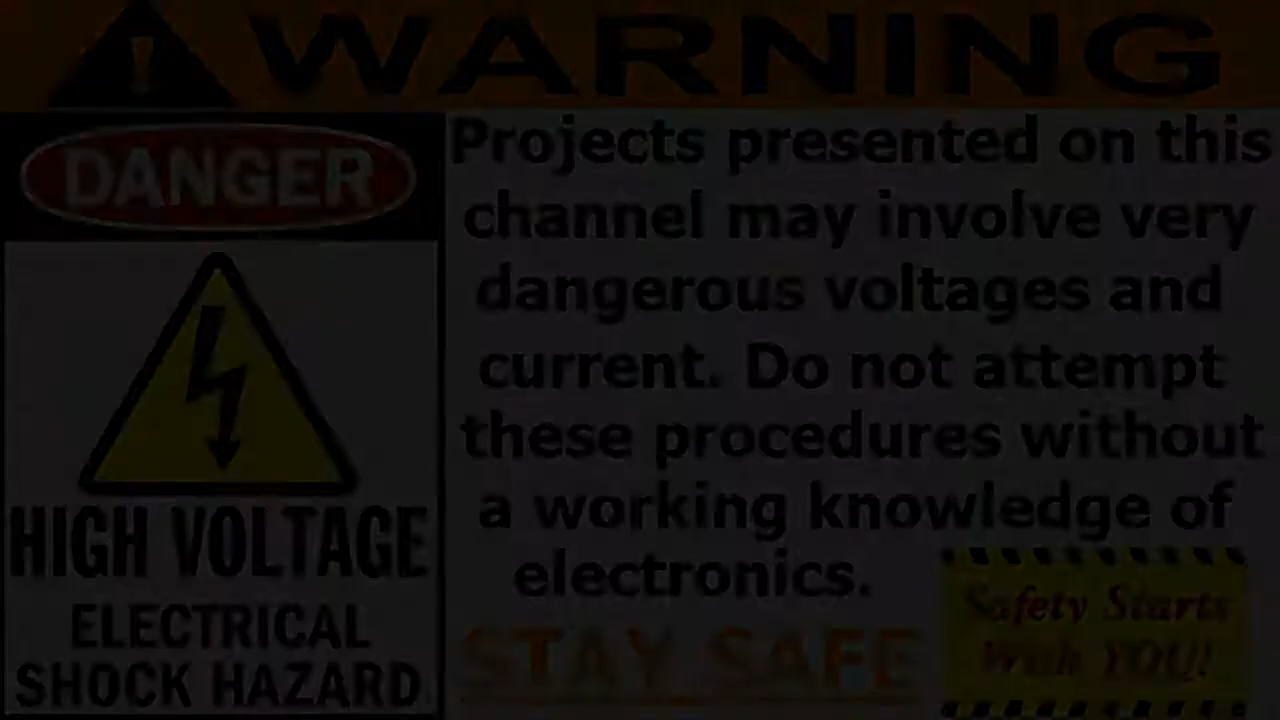 WARNING
DANGER
HIGH VOLTAGE
ELECTRICAL
SHOCK HAZARD
Projects presented on this
channel may involve very
dangerous voltages and
current. Do not attempt
these procedures without
a working knowledge of
electronics.
STAY SAFE
Safety Starts
With YOU!